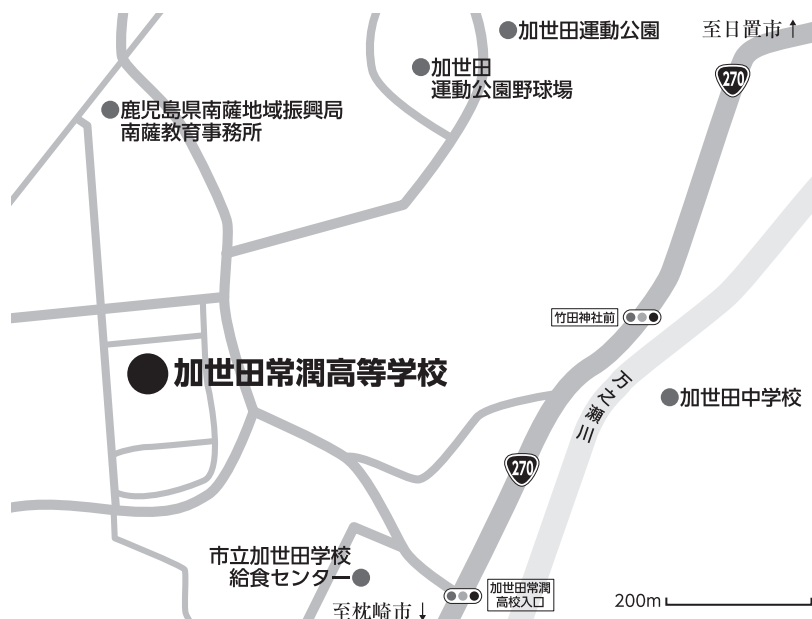 加世田運動公園
至日置市↑
加世田
運動公園野球場
270
鹿児島県南薩地域振興局
南薩教育事務所
竹田神社前
加世田常潤高等学校
万之瀬川
加世田中学校
270
市立加世田学校
給食センター
加世田常潤
高校入口
200m
至枕崎市↓